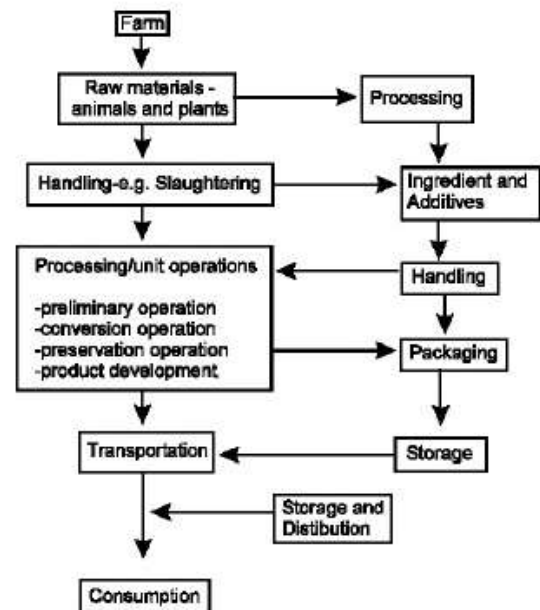 Farm
Raw materials -
animals and plants
Processing
Handling-e.g. Slaughtering
Ingredient and
Additives
Processing/unit operations
-preliminary operation
-conversion operation
-preservation operation
-product development
Handling
Packaging
Transportation
Storage
Storage and
Distibution
Consumption